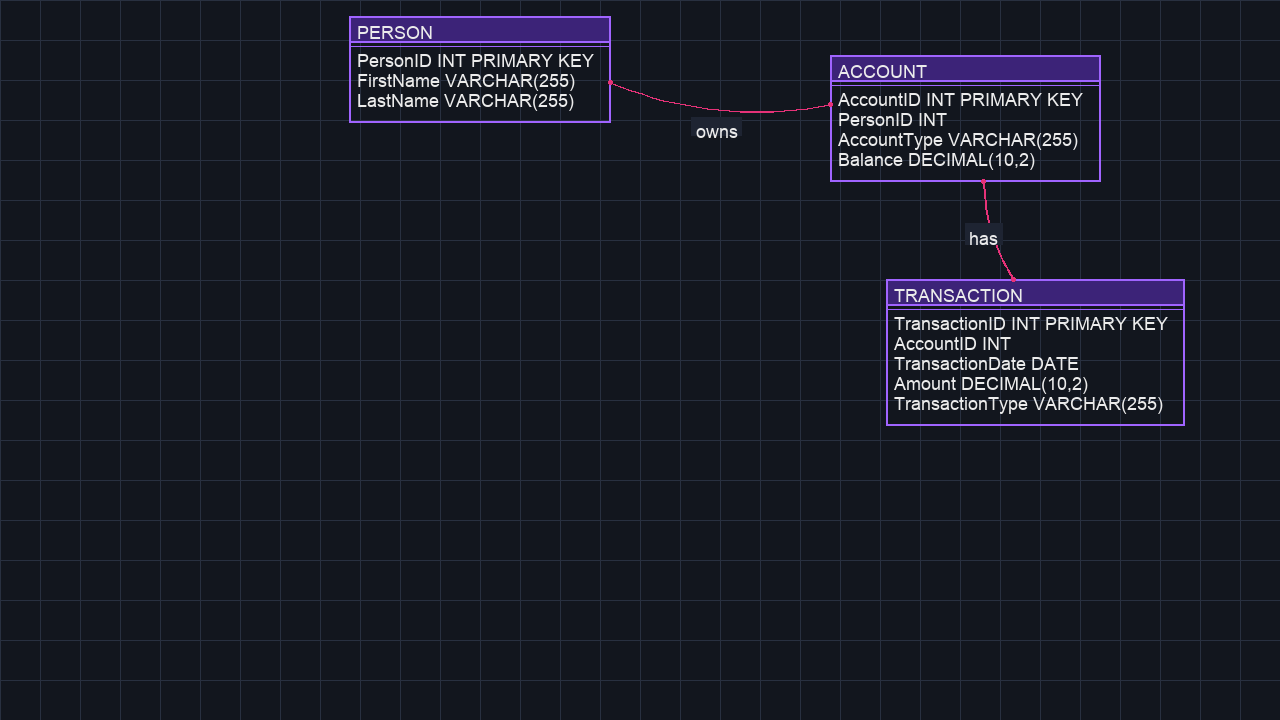 PERSON
PersonID INT PRIMARY KEY
FirstName VARCHAR(255)
LastName VARCHAR(255)
owns
ACCOUNT
AccountID INT PRIMARY KEY
PersonID INT
AccountType VARCHAR(255)
Balance DECIMAL(10,2)
has
TRANSACTION
TransactionID INT PRIMARY KEY
AccountID INT
TransactionDate DATE
Amount DECIMAL(10,2)
TransactionType VARCHAR(255)